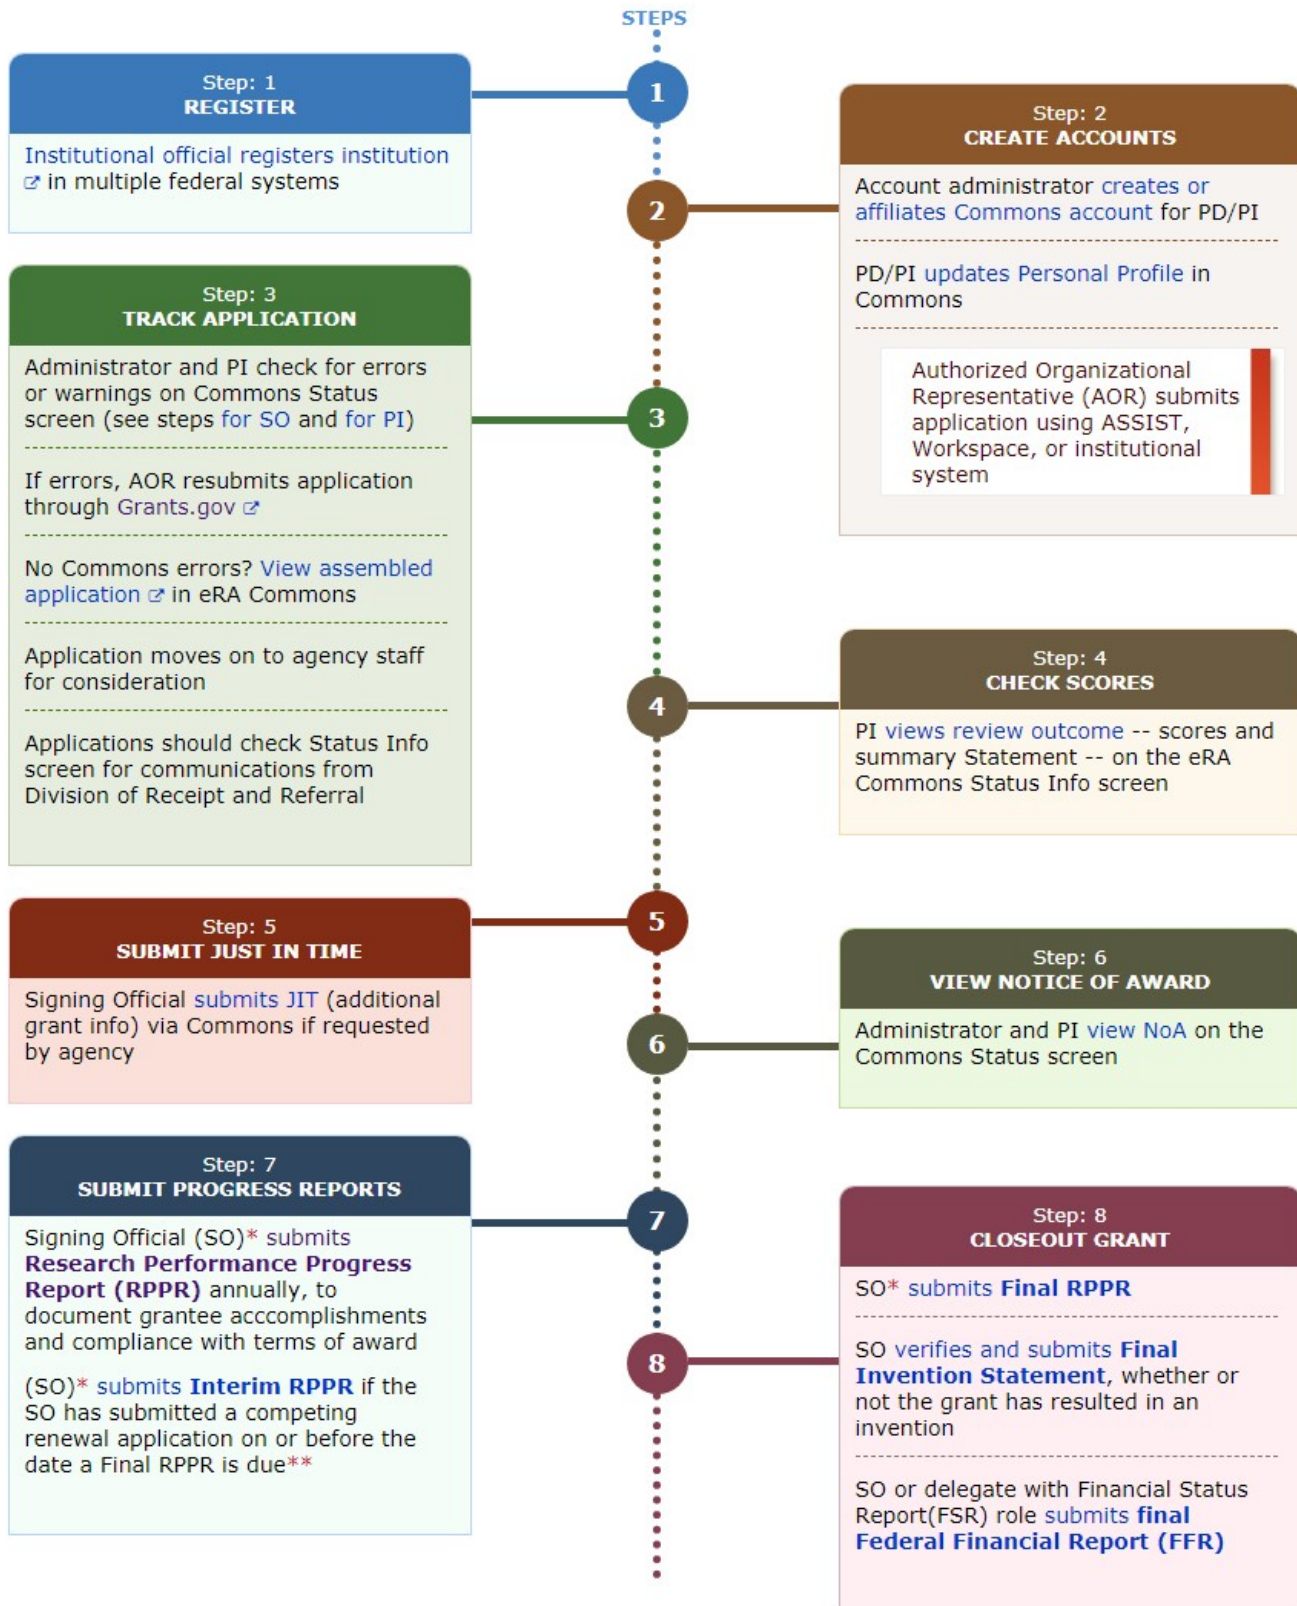 STEPS
1
Step: 1
REGISTER
Institutional official registers institution
in multiple federal systems
2
Step: 2
CREATE ACCOUNTS
Account administrator creates or
affiliates Commons account for PD/PI
PD/PI updates Personal Profile in
Commons
Authorized Organizational
Representative (AOR) submits
application using ASSIST,
Workspace, or institutional
system
3
Step: 3
TRACK APPLICATION
Administrator and PI check for errors
or warnings on Commons Status
screen (see steps for SO and for PI)
If errors, AOR resubmits application
through Grants.gov
No Commons errors? View assembled
application in eRA Commons
Application moves on to agency staff
for consideration
Applications should check Status Info
screen for communications from
Division of Receipt and Referral
4
Step: 4
CHECK SCORES
PI views review outcome -- scores and
summary Statement -- on the eRA
Commons Status Info screen
5
Step: 5
SUBMIT JUST IN TIME
Signing Official submits JIT (additional
grant info) via Commons if requested
by agency
6
Step: 6
VIEW NOTICE OF AWARD
Administrator and PI view NoA on the
Commons Status screen
7
Step: 7
SUBMIT PROGRESS REPORTS
Signing Official (SO)* submits
Research Performance Progress
Report (RPPR) annually, to
document grantee acccomplishments
and compliance with terms of award
(SO)* submits Interim RPPR if the
SO has submitted a competing
renewal application on or before the
date a Final RPPR is due**
8
Step: 8
CLOSEOUT GRANT
SO* submits Final RPPR
SO verifies and submits Final
Invention Statement, whether or
not the grant has resulted in an
invention
SO or delegate with Financial Status
Report(FSR) role submits final
Federal Financial Report (FFR)